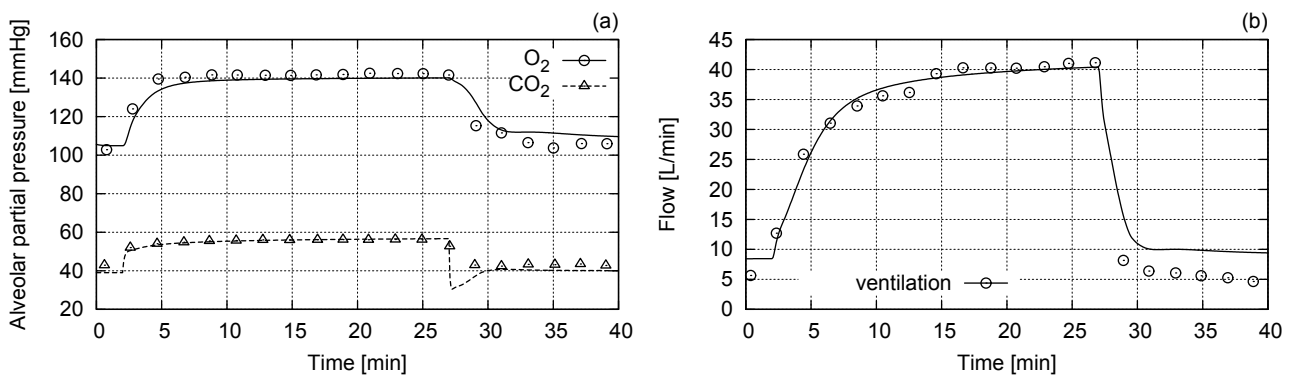 (a)
Alveolar partial pressure [mmHg]
160
140
120
100
80
60
40
20
O2
CO2
0 5 10 15 20 25 30 35 40
Time [min]
(b)
Flow [L/min]
45
40
35
30
25
20
15
10
5
0
ventilation
0 5 10 15 20 25 30 35 40
Time [min]